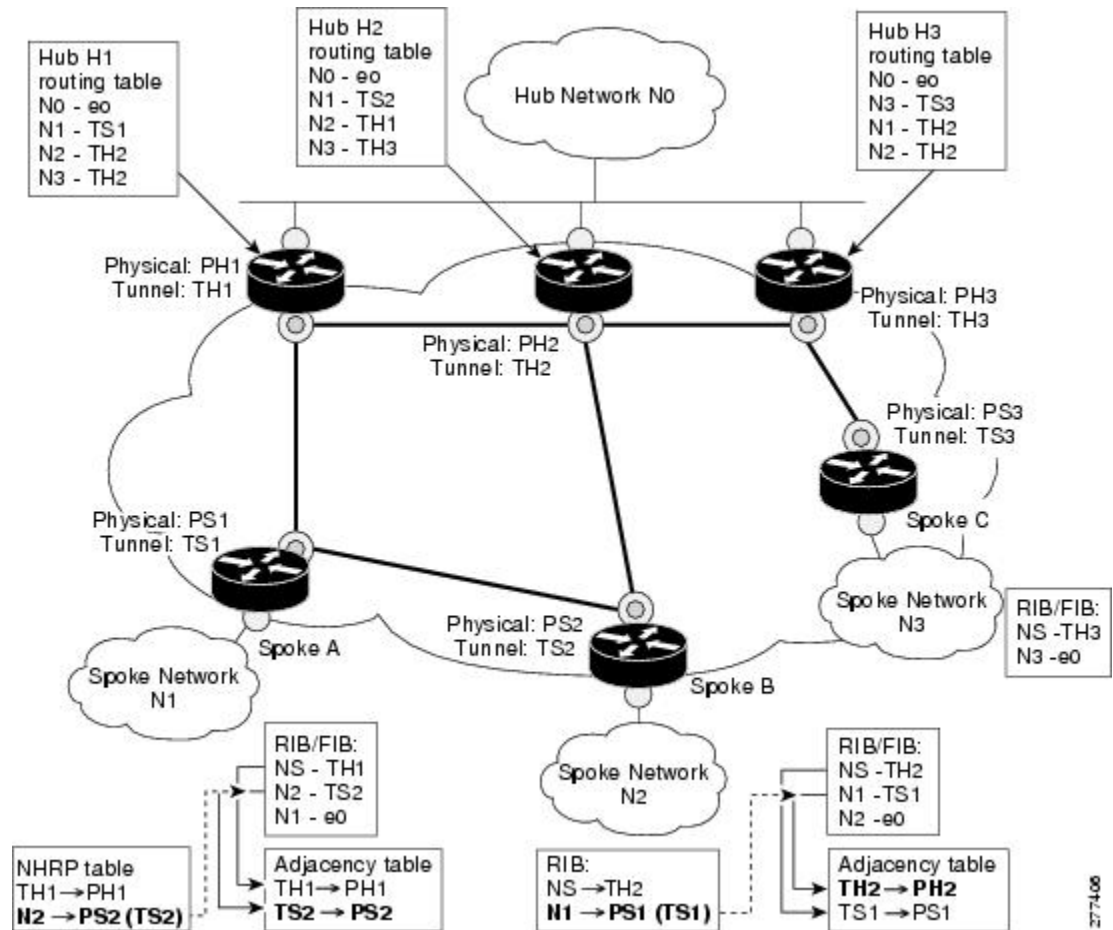 Hub H1
routing table
N0 - e0
N1 - TS1
N2 - TH2
N3 - TH2
Hub H2
routing table
N0 - e0
N1 - TS2
N2 - TH1
N3 - TH3
Hub Network N0
Hub H3
routing table
N0 - e0
N3 - TS3
N1 - TH2
N2 - TH2
Physical: PH1
Tunnel: TH1
Physical: PH2
Tunnel: TH2
Physical: PH3
Tunnel: TH3
Physical: PS3
Tunnel: TS3
Spoke C
Physical: PS1
Tunnel: TS1
Spoke A
Spoke Network
N1
Physical: PS2
Tunnel: TS2
Spoke B
Spoke Network
N2
Spoke Network
N3
RIB/FIB:
NS -TH3
N3 -e0
RIB/FIB:
NS - TH1
N2 - TS2
N1 - e0
NHRP table
TH1→PH1
N2 →PS2 (TS2)
Adjacency table
TH1→PH1
TS2 → PS2
RIB:
NS →TH2
N1 →PS1 (TS1)
RIB/FIB:
NS -TH2
N1 -TS1
N2 -e0
Adjacency table
TH2→ PH2
TS1 →PS1
277406